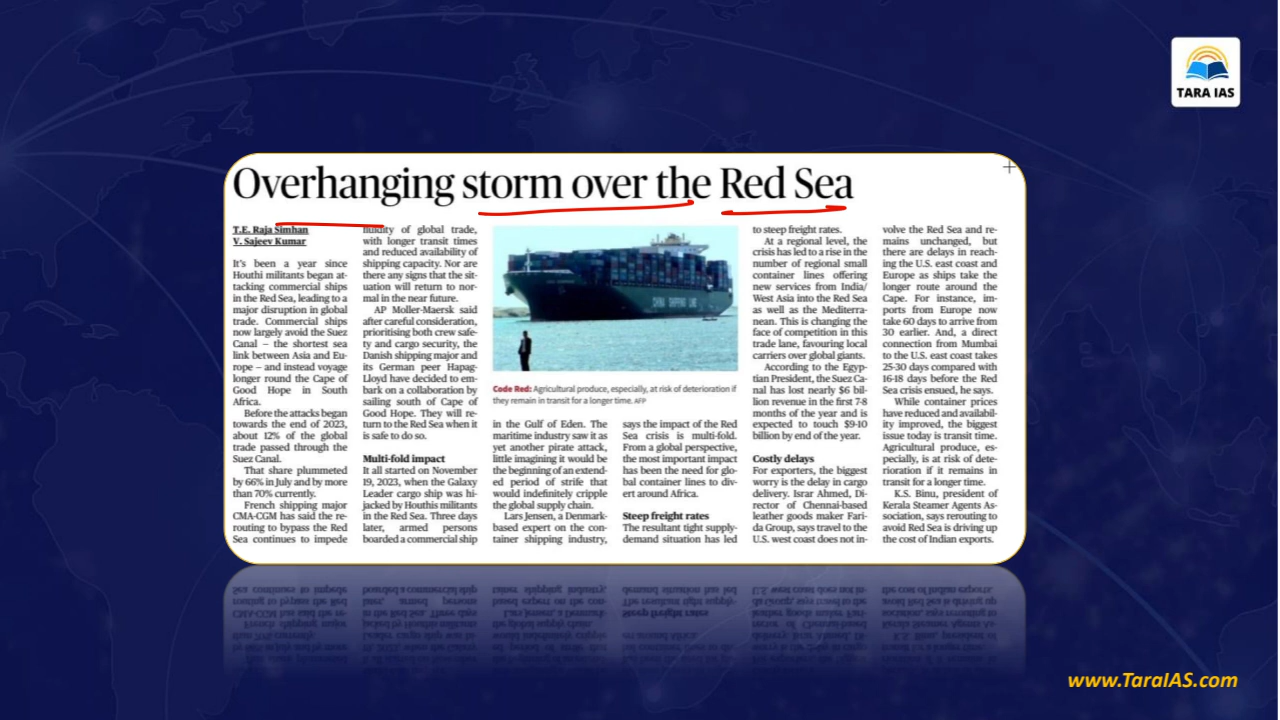 TARA IAS
Overhanging storm over the Red Sea
T.E. Raja Simhan
V. Sajeev Kumar
It's been a year since
Houthi militants began at-
tacking commercial ships
in the Red Sea, leading to a
major disruption in global
trade. Commercial ships
now largely avoid the Suez
Canal — the shortest sea
link between Asia and Eu-
rope — and instead voyage
longer round the Cape of
Good Hope in South
Africa.
Before the attacks began
towards the end of 2023,
about 12% of the global
trade passed through the
Suez Canal.
That share plummeted
by 66% in July and by more
than 70% currently.
French shipping major
CMA-CGM has said the re-
routing to bypass the Red
Sea continues to impede
fluidity of global trade,
with longer transit times
and reduced availability of
shipping capacity. Nor are
there any signs that the sit-
uation will return to nor-
mal in the near future.
AP Moller-Maersk said
after careful consideration,
prioritising both crew safe-
ty and cargo security, the
Danish shipping major and
its German peer Hapag-
Lloyd have decided to em-
bark on a collaboration by
sailing south of Cape of
Good Hope. They will re-
turn to the Red Sea when it
is safe to do so.
Multi-fold impact
It all started on November
19, 2023, when the Galaxy
Leader cargo ship was hi-
jacked by Houthis militants
in the Red Sea. Three days
later, armed persons
boarded a commercial ship
CHINA SHIPPING LINE
Code Red: Agricultural produce, especially, at risk of deterioration if
they remain in transit for a longer time. AFP
in the Gulf of Eden. The
maritime industry saw it as
yet another pirate attack,
little imagining it would be
the beginning of an extend-
ed period of strife that
would indefinitely cripple
the global supply chain.
Lars Jensen, a Denmark-
based expert on the con-
tainer shipping industry,
says the impact of the Red
Sea crisis is multi-fold.
From a global perspective,
the most important impact
has been the need for glo-
bal container lines to div-
ert around Africa.
Steep freight rates
The resultant tight supply-
demand situation has led
to steep freight rates.
At a regional level, the
crisis has led to a rise in the
number of regional small
container lines offering
new services from India/
West Asia into the Red Sea
as well as the Mediterra-
nean. This is changing the
face of competition in this
trade lane, favouring local
carriers over global giants.
According to the Egyp-
tian President, the Suez Ca-
nal has lost nearly $6 bil-
lion revenue in the first 7-8
months of the year and is
expected to touch $9-10
billion by end of the year.
Costly delays
For exporters, the biggest
worry is the delay in cargo
delivery. Israr Ahmed, Di-
rector of Chennai-based
leather goods maker Fari-
da Group, says travel to the
U.S. west coast does not in-
volve the Red Sea and re-
mains unchanged, but
there are delays in reach-
ing the U.S. east coast and
Europe as ships take the
longer route around the
Cape. For instance, im-
ports from Europe now
take 60 days to arrive from
30 earlier. And, a direct
connection from Mumbai
to the U.S. east coast takes
25-30 days compared with
16-18 days before the Red
Sea crisis ensued, he says.
While container prices
have reduced and availabil-
ity improved, the biggest
issue today is transit time.
Agricultural produce, es-
pecially, is at risk of dete-
rioration if it remains in
transit for a longer time.
K.S. Binu, president of
Kerala Steamer Agents As-
sociation, says rerouting to
avoid Red Sea is driving up
the cost of Indian exports.
www.TaraIAS.com